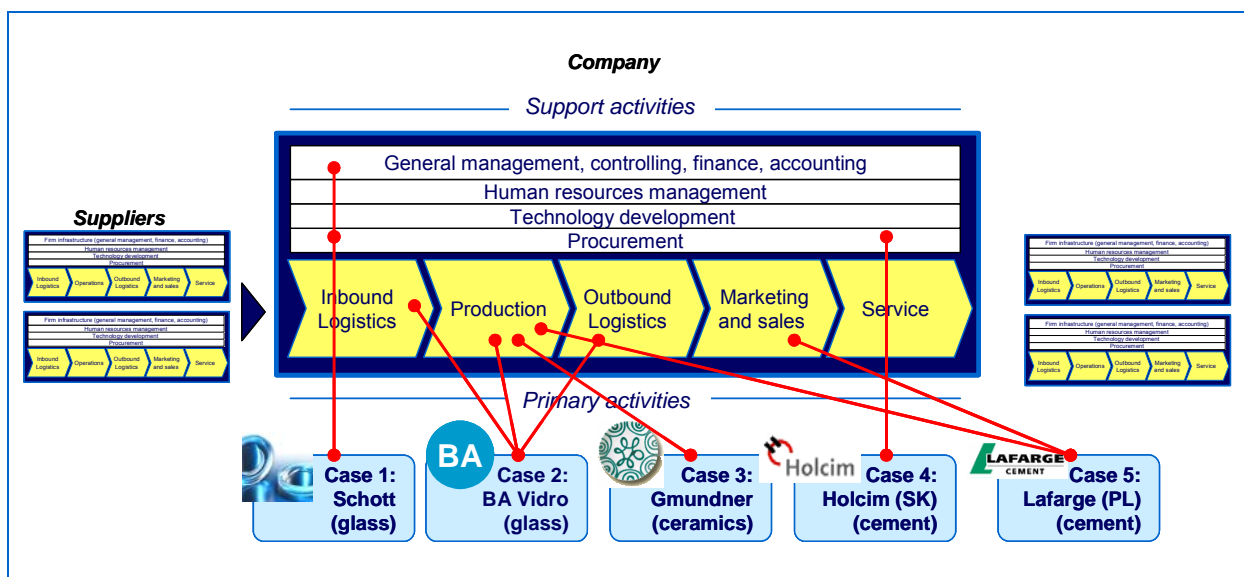 Company
Support activities
General management, controlling, finance, accounting
Human resources management
Technology development
Procurement
Suppliers
Firm infrastructure (general management, finance, accounting)
Human resources management
Technology development
Procurement
Inbound
Logistics
Operations
Outbound
Logistics
Marketing
and sales
Service
Firm infrastructure (general management, finance, accounting)
Human resources management
Technology development
Procurement
Inbound
Logistics
Operations
Outbound
Logistics
Marketing
and sales
Service
Inbound
Logistics
Production
Outbound
Logistics
Marketing
and sales
Service
Firm infrastructure (general management, finance, accounting)
Human resources management
Technology development
Procurement
Inbound
Logistics
Operations
Outbound
Logistics
Marketing
and sales
Service
Firm infrastructure (general management, finance, accounting)
Human resources management
Technology development
Procurement
Inbound
Logistics
Operations
Outbound
Logistics
Marketing
and sales
Service
Primary activities
Case 1:
Schott
(glass)
BA
Case 2:
BA Vidro
(glass)
Case 3:
Gmundner
(ceramics)
Holcim
Case 4:
Holcim (SK)
(cement)
LAFARGE
CEMENT
Case 5:
Lafarge (PL)
(cement)